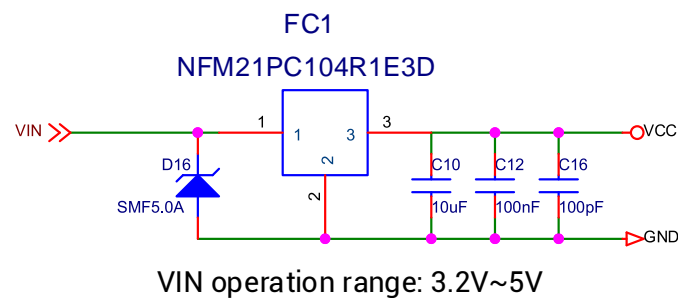 FC1
NFM21PC104R1E3D
VIN
1
1
3
3
VCC
2
2
D16
SMF5.0A
C10
10uF
C12
100nF
C16
100pF
GND
VIN operation range: 3.2V~5V